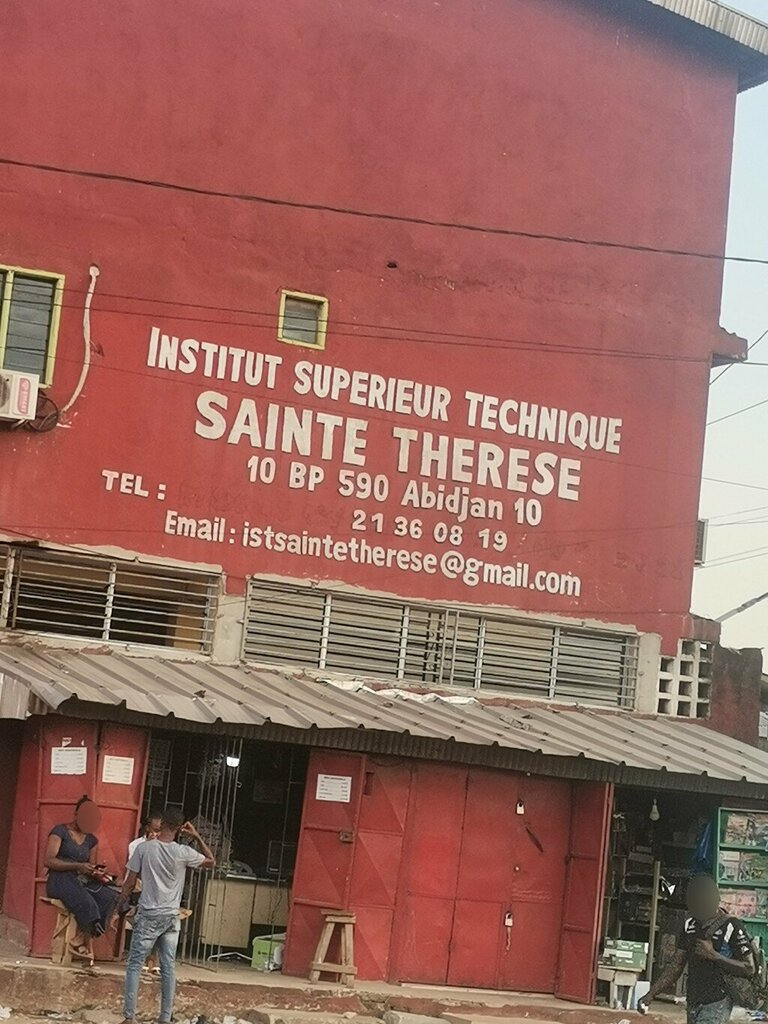 INSTITUT SUPERIEUR TECHNIQUE
SAINTE THERESE
10 BP 590 Abidjan 10
TEL :
21 36 08 19
Email : istsaintetherese@gmail.com